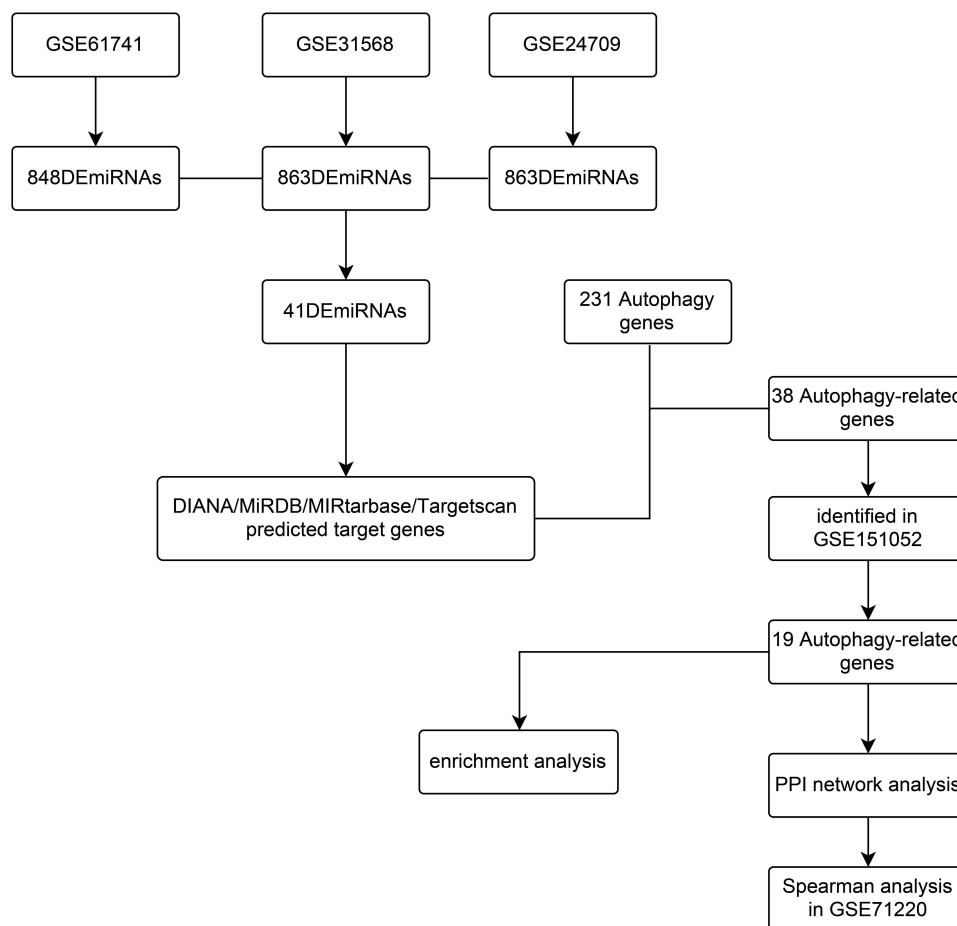 GSE61741
GSE31568
GSE24709
848DEmiRNAs
863DEmiRNAs
863DEmiRNAs
41DEmiRNAs
231 Autophagy
genes
38 Autophagy-related
genes
DIANA/MiRDB/MIRtarbase/Targetscan
predicted target genes
identified in
GSE151052
19 Autophagy-related
genes
enrichment analysis
PPI network analysis
Spearman analysis
in GSE71220